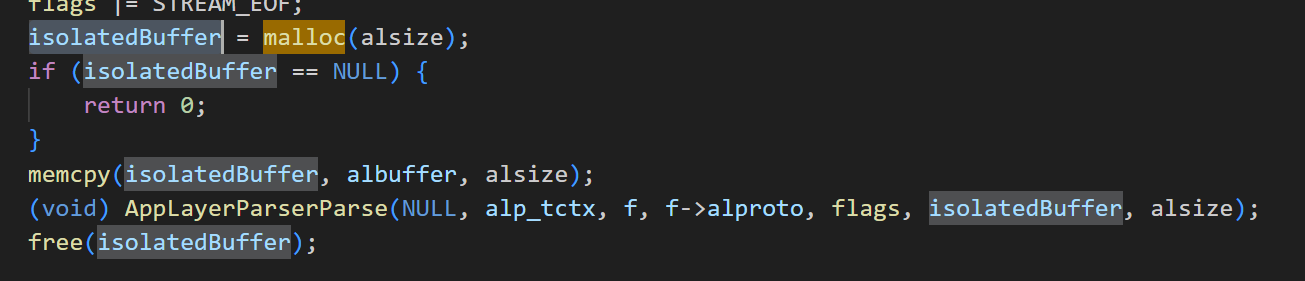 flags |= STREAM_EOF;
isolatedBuffer = malloc(alsize);
if (isolatedBuffer == NULL) {
return 0;
}
memcpy(isolatedBuffer, albuffer, alsize);
(void) AppLayerParserParse(NULL, alp_tctx, f, f->alproto, flags, isolatedBuffer, alsize);
free(isolatedBuffer);